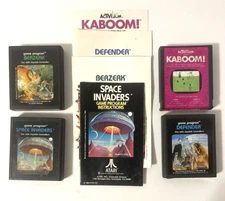 ACTIVISION
KABOOM!
DEFENDER
BERZERK
SPACE
INVADERS
GAME PROGRAM
INSTRUCTIONS
ATARI
game program
BERZERK
game program
SPACE INVADERS
KABOOM!
game program
DEFENDER